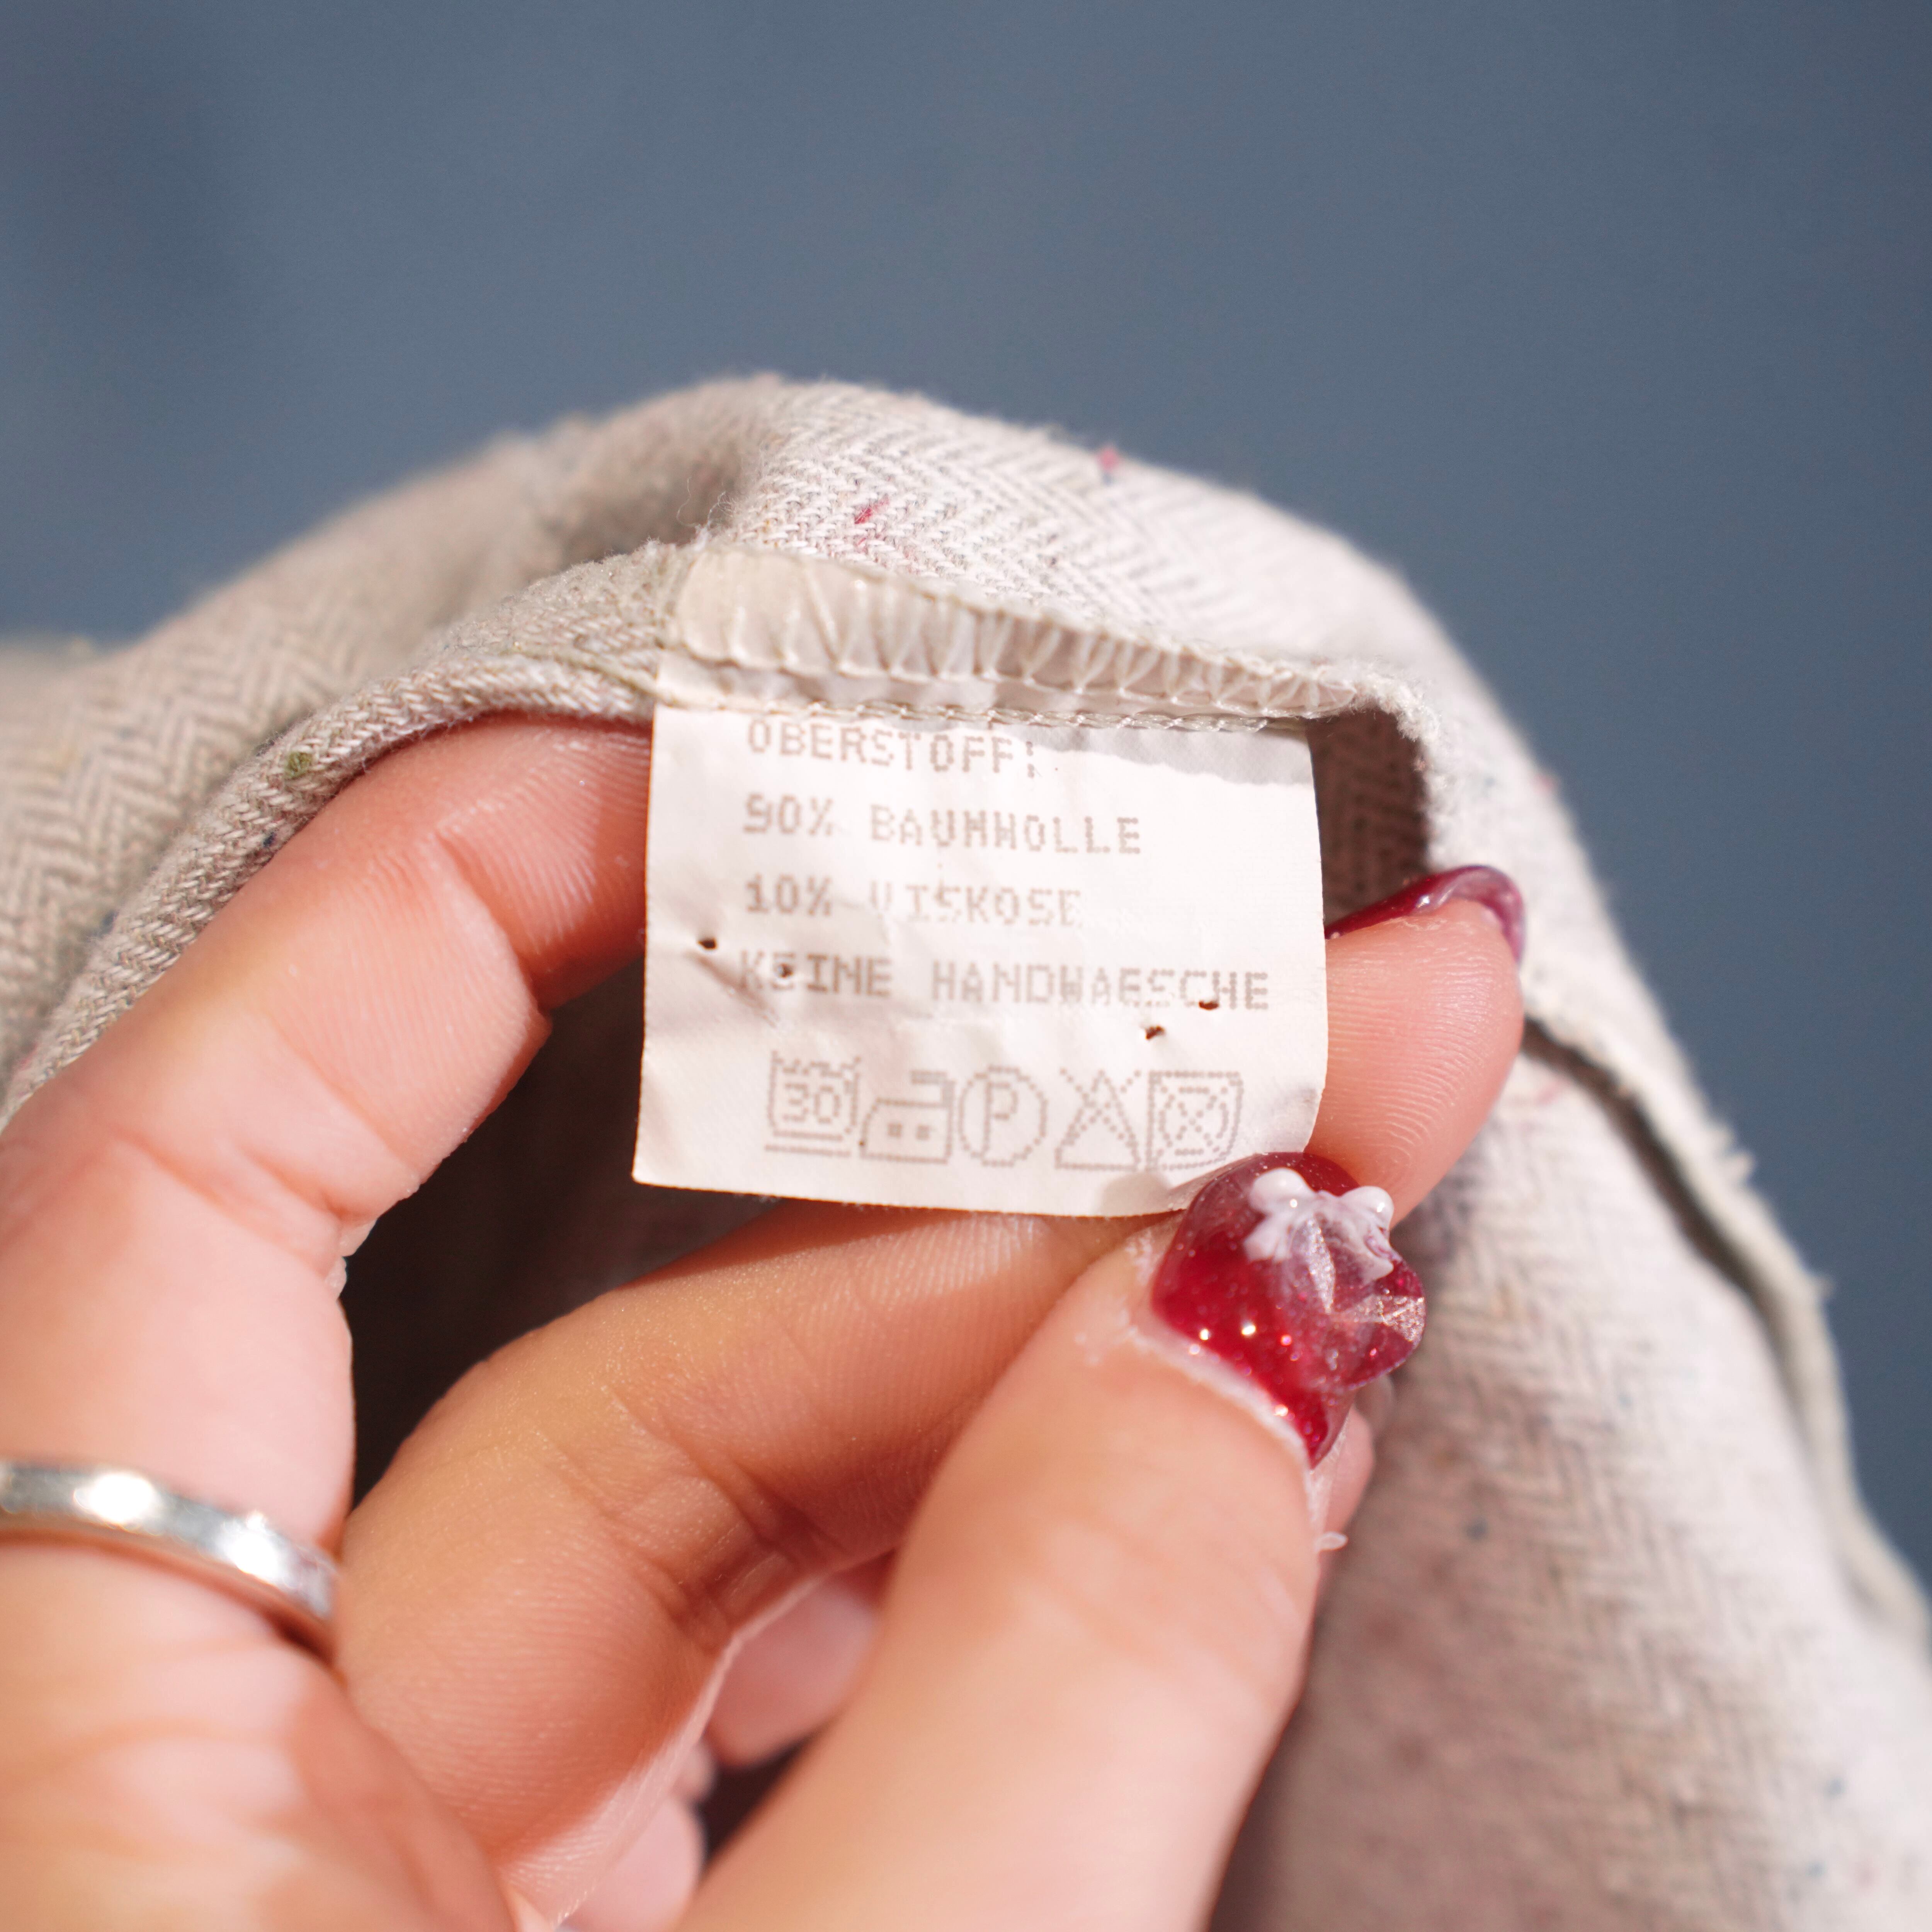 OBERSTOFF:
90% BAUMWOLLE
10% VISKOSE
KEINE HANDWAESCHE
30 P